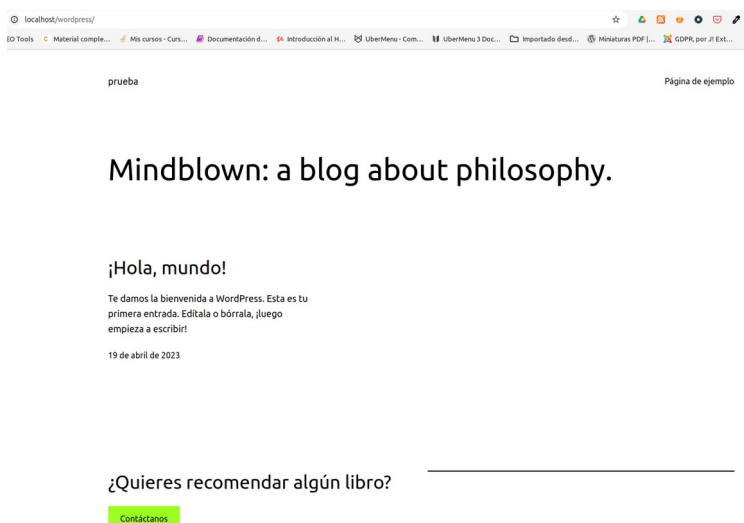 localhost/wordpress/
EO Tools Material comple... Mis cursos - Curs... Documentación d... Introducción al H... UberMenu - Com... UberMenu 3 Doc... Importado desd... Miniaturas PDF |... GDPR, por J! Ext...
prueba Página de ejemplo
Mindblown: a blog about philosophy.
¡Hola, mundo!
Te damos la bienvenida a WordPress. Esta es tu
primera entrada. Edítala o bórrala, ¡luego
empieza a escribir!
19 de abril de 2023
¿Quieres recomendar algún libro?
Contáctanos